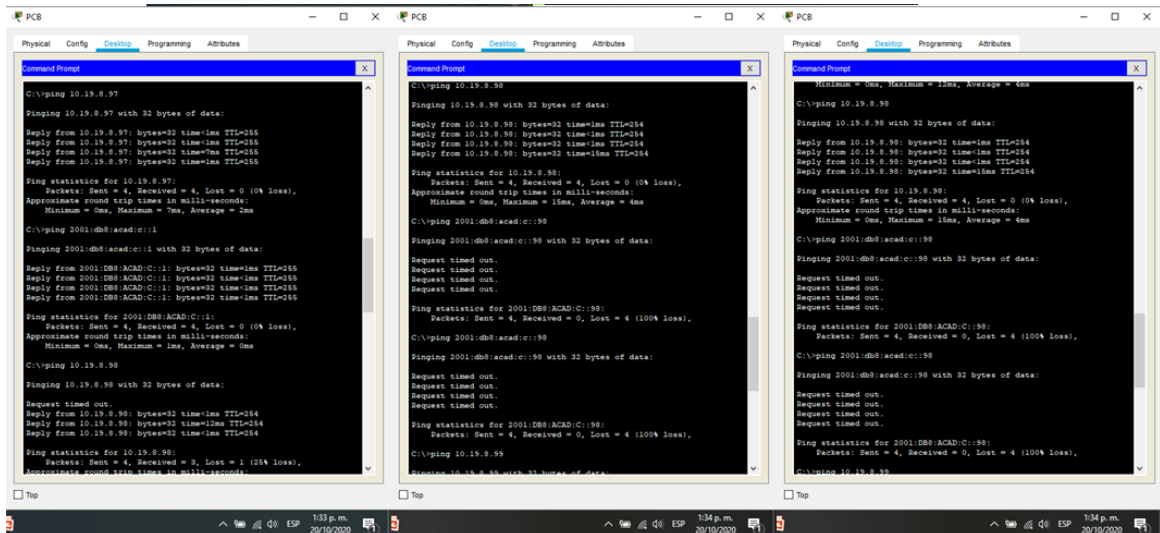 PCB
Physical Config Desktop Programming Attributes
Command Prompt X
C:\>ping 10.19.8.97
Pinging 10.19.8.97 with 32 bytes of data:
Reply from 10.19.8.97: bytes=32 time<1ms TTL=255
Reply from 10.19.8.97: bytes=32 time<1ms TTL=255
Reply from 10.19.8.97: bytes=32 time=7ms TTL=255
Reply from 10.19.8.97: bytes=32 time=1ms TTL=255
Ping statistics for 10.19.8.97:
Packets: Sent = 4, Received = 4, Lost = 0 (0% loss),
Approximate round trip times in milli-seconds:
Minimum = 0ms, Maximum = 7ms, Average = 2ms
C:\>ping 2001:db8:acad:c::1
Pinging 2001:db8:acad:c::1 with 32 bytes of data:
Reply from 2001:DB8:ACAD:C::1: bytes=32 time=1ms TTL=255
Reply from 2001:DB8:ACAD:C::1: bytes=32 time<1ms TTL=255
Reply from 2001:DB8:ACAD:C::1: bytes=32 time<1ms TTL=255
Reply from 2001:DB8:ACAD:C::1: bytes=32 time<1ms TTL=255
Ping statistics for 2001:DB8:ACAD:C::1:
Packets: Sent = 4, Received = 4, Lost = 0 (0% loss),
Approximate round trip times in milli-seconds:
Minimum = 0ms, Maximum = 1ms, Average = 0ms
C:\>ping 10.19.8.98
Pinging 10.19.8.98 with 32 bytes of data:
Request timed out.
Reply from 10.19.8.98: bytes=32 time<1ms TTL=254
Reply from 10.19.8.98: bytes=32 time=12ms TTL=254
Reply from 10.19.8.98: bytes=32 time<1ms TTL=254
Ping statistics for 10.19.8.98:
Packets: Sent = 4, Received = 3, Lost = 1 (25% loss),
Approximate round trip times in milli-seconds:
Top
ESP 1:33 p. m.
20/10/2020
PCB
Physical Config Desktop Programming Attributes
Command Prompt X
C:\>ping 10.19.8.98
Pinging 10.19.8.98 with 32 bytes of data:
Reply from 10.19.8.98: bytes=32 time=1ms TTL=254
Reply from 10.19.8.98: bytes=32 time<1ms TTL=254
Reply from 10.19.8.98: bytes=32 time<1ms TTL=254
Reply from 10.19.8.98: bytes=32 time=15ms TTL=254
Ping statistics for 10.19.8.98:
Packets: Sent = 4, Received = 4, Lost = 0 (0% loss),
Approximate round trip times in milli-seconds:
Minimum = 0ms, Maximum = 15ms, Average = 4ms
C:\>ping 2001:db8:acad:c::98
Pinging 2001:db8:acad:c::98 with 32 bytes of data:
Request timed out.
Request timed out.
Request timed out.
Request timed out.
Ping statistics for 2001:DB8:ACAD:C::98:
Packets: Sent = 4, Received = 0, Lost = 4 (100% loss),
C:\>ping 2001:db8:acad:c::98
Pinging 2001:db8:acad:c::98 with 32 bytes of data:
Request timed out.
Request timed out.
Request timed out.
Request timed out.
Ping statistics for 2001:DB8:ACAD:C::98:
Packets: Sent = 4, Received = 0, Lost = 4 (100% loss),
C:\>ping 10.19.8.99
Pinging 10.19.8.99 with 32 bytes of data:
Top
ESP 1:34 p. m.
20/10/2020
PCB
Physical Config Desktop Programming Attributes
Command Prompt X
Minimum = 0ms, Maximum = 12ms, Average = 4ms
C:\>ping 10.19.8.98
Pinging 10.19.8.98 with 32 bytes of data:
Reply from 10.19.8.98: bytes=32 time=1ms TTL=254
Reply from 10.19.8.98: bytes=32 time<1ms TTL=254
Reply from 10.19.8.98: bytes=32 time<1ms TTL=254
Reply from 10.19.8.98: bytes=32 time=15ms TTL=254
Ping statistics for 10.19.8.98:
Packets: Sent = 4, Received = 4, Lost = 0 (0% loss),
Approximate round trip times in milli-seconds:
Minimum = 0ms, Maximum = 15ms, Average = 4ms
C:\>ping 2001:db8:acad:c::98
Pinging 2001:db8:acad:c::98 with 32 bytes of data:
Request timed out.
Request timed out.
Request timed out.
Request timed out.
Ping statistics for 2001:DB8:ACAD:C::98:
Packets: Sent = 4, Received = 0, Lost = 4 (100% loss),
C:\>ping 2001:db8:acad:c::98
Pinging 2001:db8:acad:c::98 with 32 bytes of data:
Request timed out.
Request timed out.
Request timed out.
Request timed out.
Ping statistics for 2001:DB8:ACAD:C::98:
Packets: Sent = 4, Received = 0, Lost = 4 (100% loss),
C:\>ping 10.19.8.99
Top
ESP 1:34 p. m.
20/10/2020